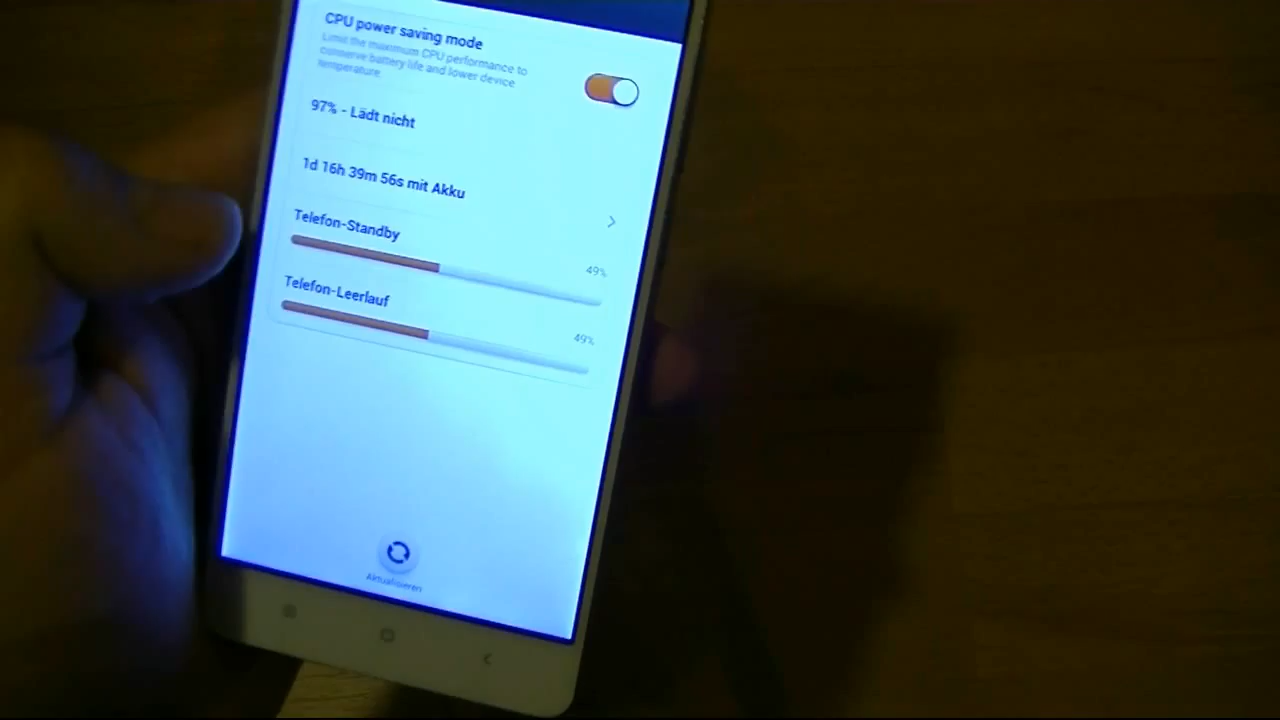 CPU power saving mode
Limit the maximum CPU performance to
conserve battery life and lower device
temperature
97% - Lädt nicht
1d 16h 39m 56s mit Akku
Telefon-Standby
49%
Telefon-Leerlauf
49%
Aktualisieren